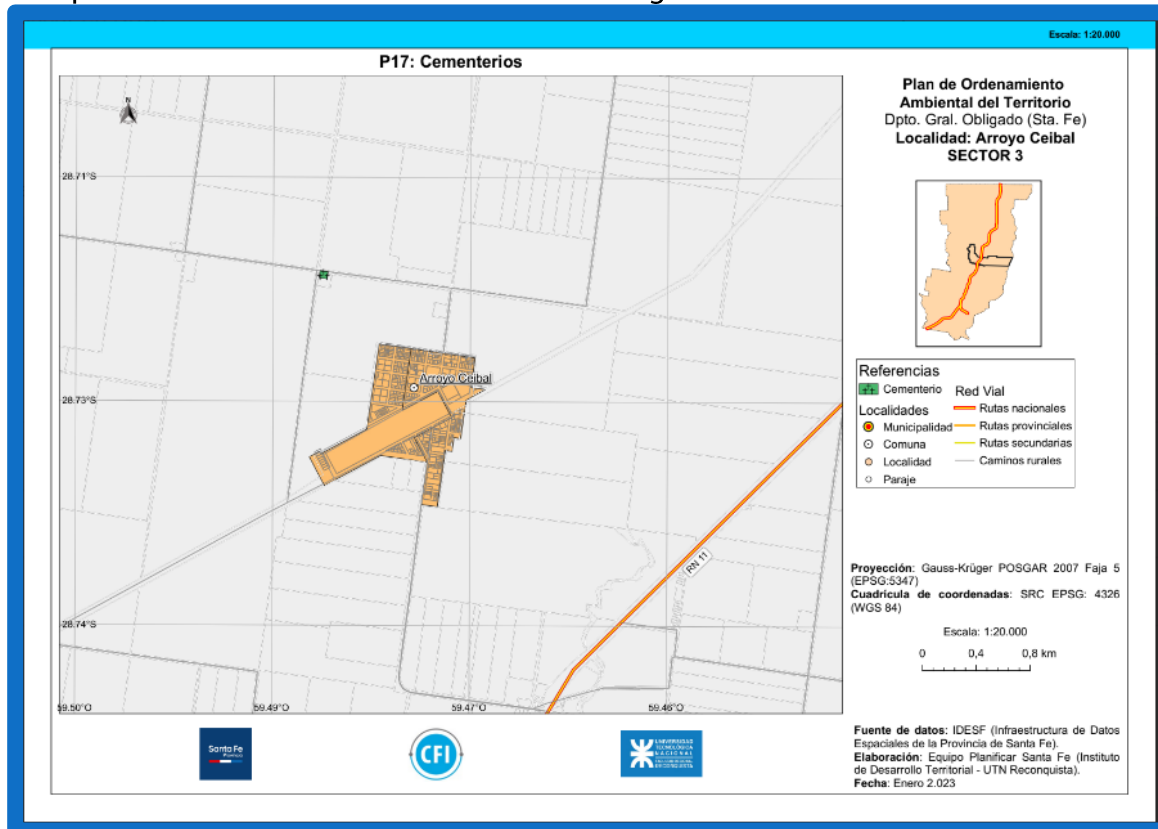 Escala: 1:20.000
P17: Cementerios
N
28.71°S
28.73°S
28.74°S
59.50°O
59.49°O
59.47°O
59.46°O
Arroyo Ceibal
RN 11
Plan de Ordenamiento
Ambiental del Territorio
Dpto. Gral. Obligado (Sta. Fe)
Localidad: Arroyo Ceibal
SECTOR 3
Referencias
Cementerio
Localidades
Municipalidad
Comuna
Localidad
Paraje
Red Vial
Rutas nacionales
Rutas provinciales
Rutas secundarias
Caminos rurales
Proyección: Gauss-Krüger POSGAR 2007 Faja 5
(EPSG:5347)
Cuadrícula de coordenadas: SRC EPSG: 4326
(WGS 84)
Escala: 1:20.000
0 0,4 0,8 km
Fuente de datos: IDESF (Infraestructura de Datos
Espaciales de la Provincia de Santa Fe).
Elaboración: Equipo Planificar Santa Fe (Instituto
de Desarrollo Territorial - UTN Reconquista).
Fecha: Enero 2.023
Santa Fe
Provincia
CFI
UNIVERSIDAD
TECNOLÓGICA
NACIONAL